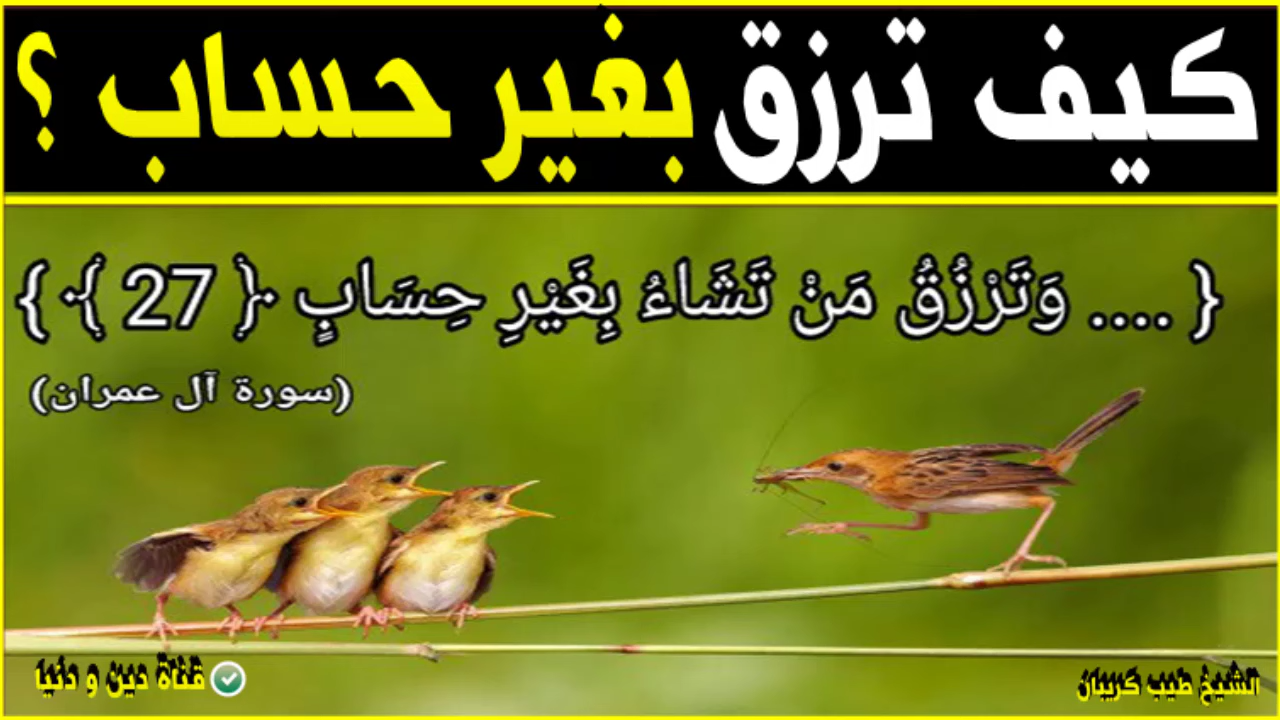 كيف ترزق بغير حساب ؟
{ .... وَتَرْزُقُ مَنْ تَشَاءُ بِغَيْرِ حِسَابٍ ﴿ 27 ﴾ }
(سورة آل عمران)
الشيخ طيب كريبان
قناة دين و دنيا